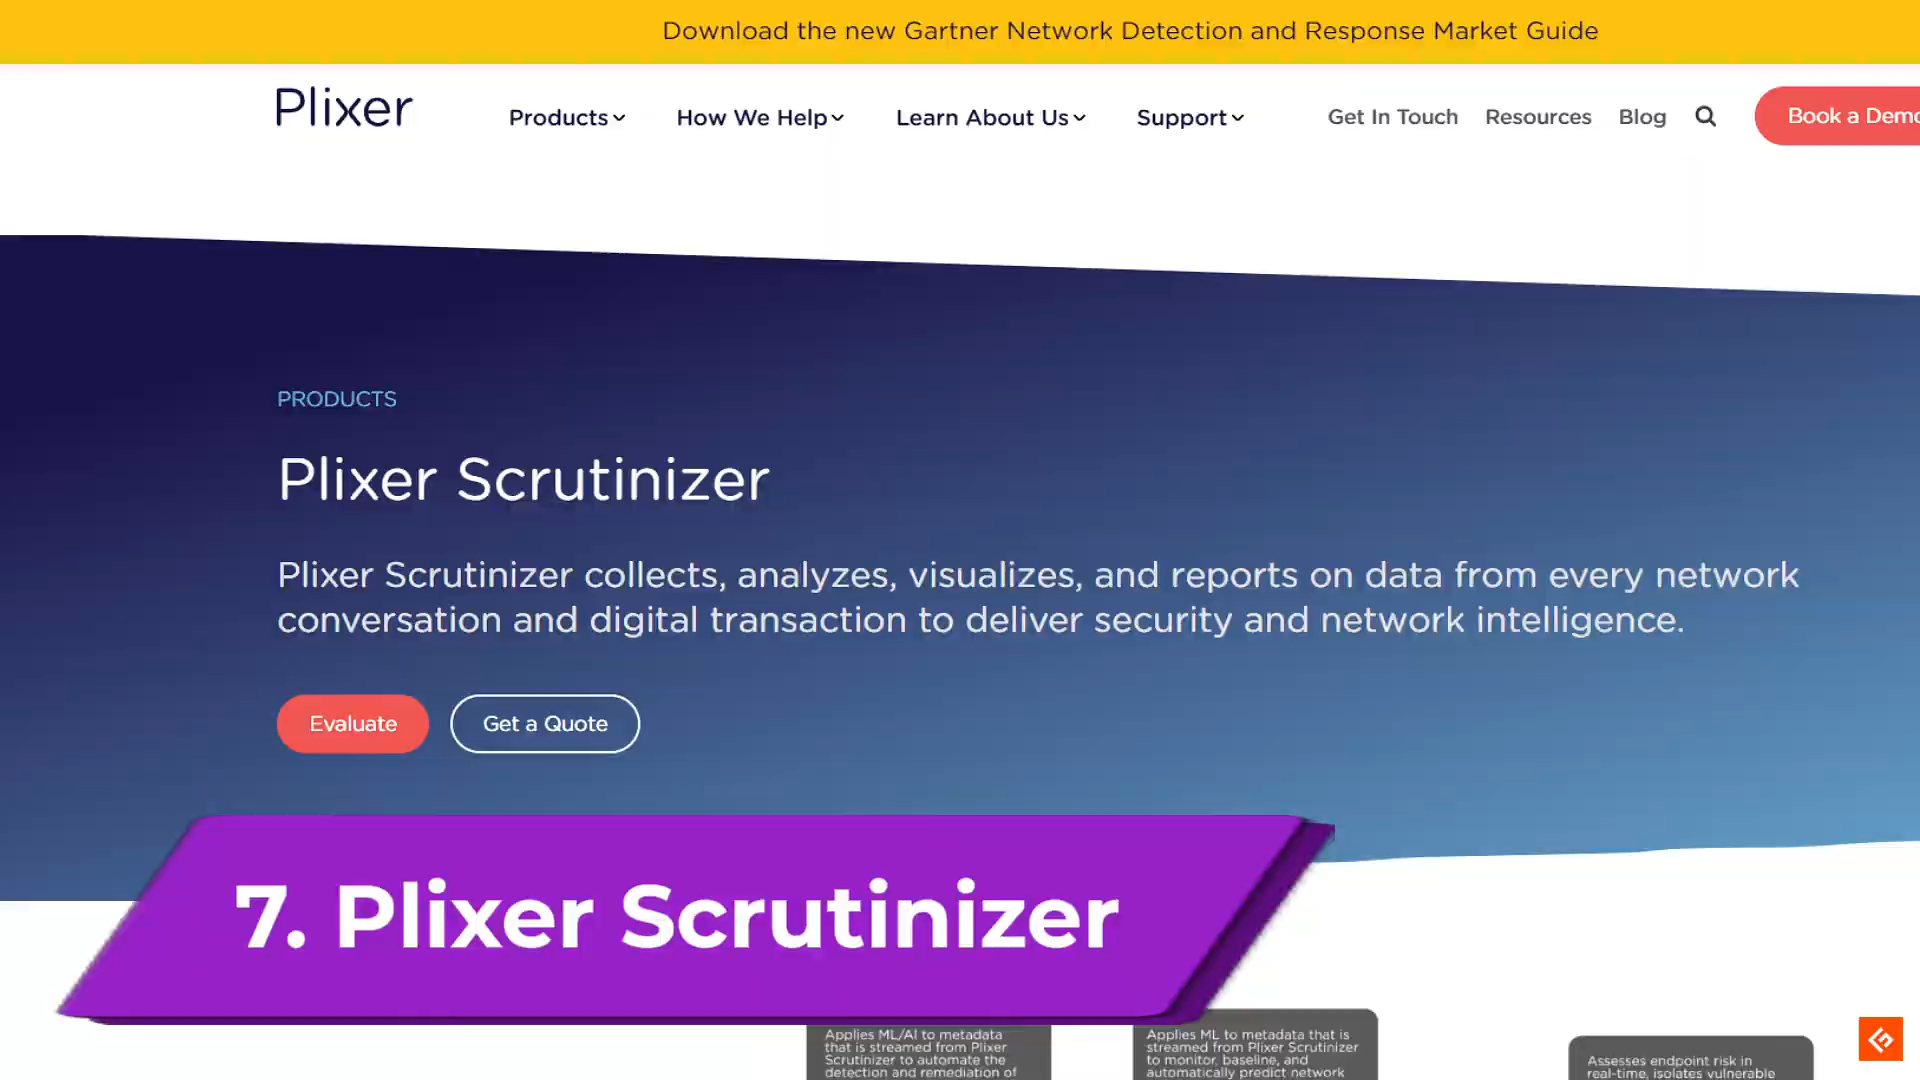 Download the new Gartner Network Detection and Response Market Guide
Plixer
Products
How We Help
Learn About Us
Support
Get In Touch
Resources
Blog
Book a Demo
PRODUCTS
Plixer Scrutinizer
Plixer Scrutinizer collects, analyzes, visualizes, and reports on data from every network
conversation and digital transaction to deliver security and network intelligence.
Evaluate
Get a Quote
7. Plixer Scrutinizer
Applies ML/AI to metadata
that is streamed from Plixer
Scrutinizer to automate the
detection and remediation of
Applies ML to metadata that is
streamed from Plixer Scrutinizer
to monitor, baseline, and
automatically predict network
Assesses endpoint risk in
real-time, isolates vulnerable